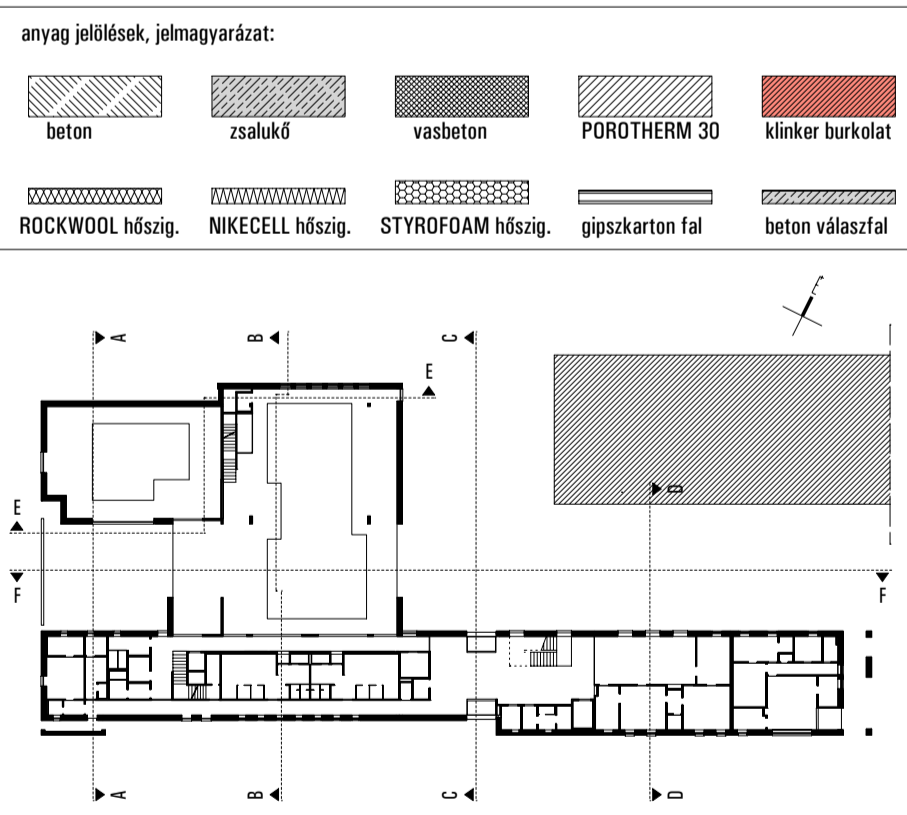 anyag jelölések, jelmagyarázat:
beton zsalukő vasbeton POROTHERM 30 klinker burkolat
ROCKWOOL hőszig. NIKECELL hőszig. STYROFOAM hőszig. gipszkarton fal beton válaszfal
A B C
E
D
E
F F
A B C D